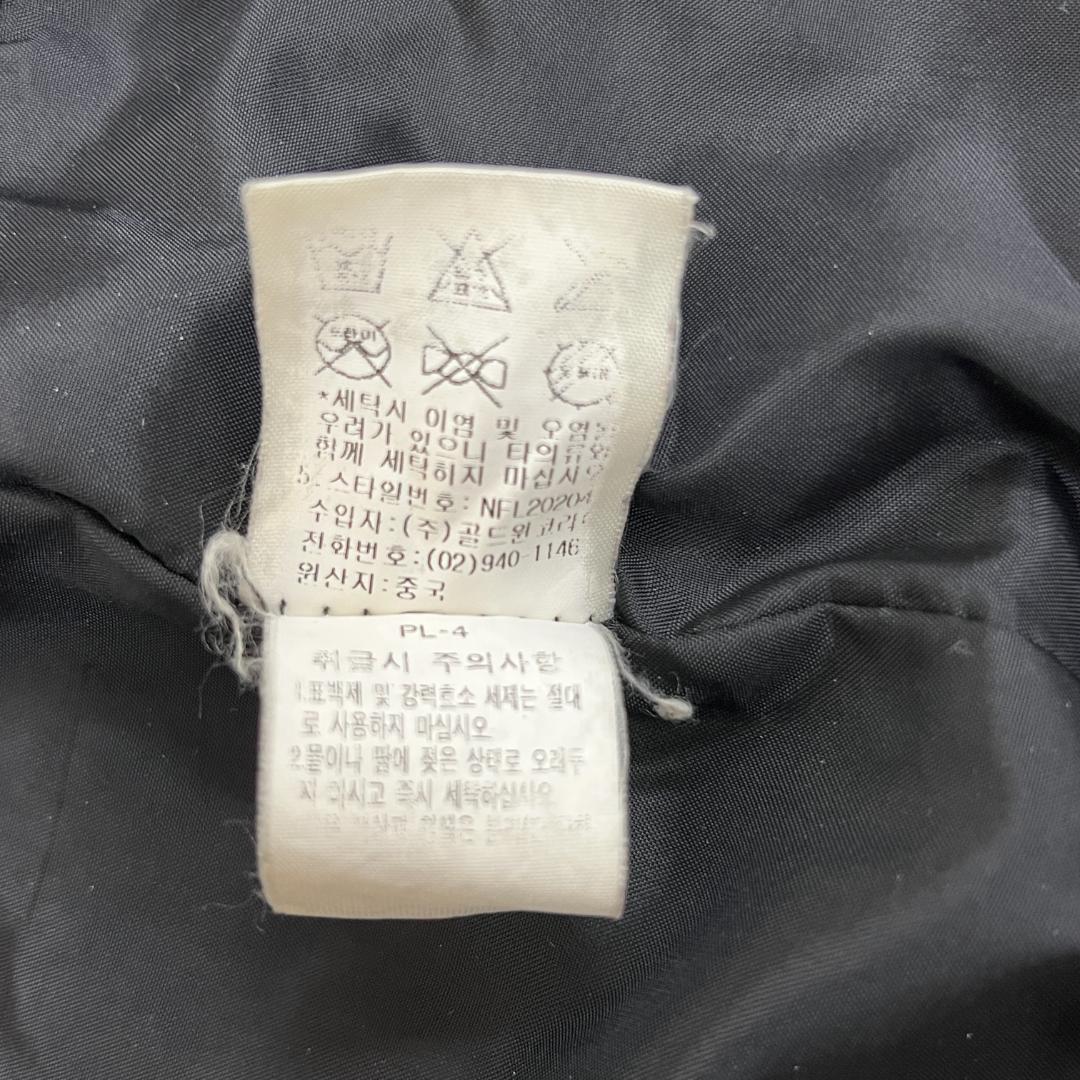 드라이
*세탁시 이염 및 오염될
우려가 있으니 타의류와
함께 세탁하지 마십시오
스타일번호: NFL20204
수입자:(주)골드윈코리아
전화번호:(02)940-1146
원산지:중국
PL-4
취급시 주의사항
1.표백제 및 강력효소 세제는 절대
로 사용하지 마십시오
2.물이나 땀에 젖은 상태로 오래두
지 마시고 즉시 세탁하십시오